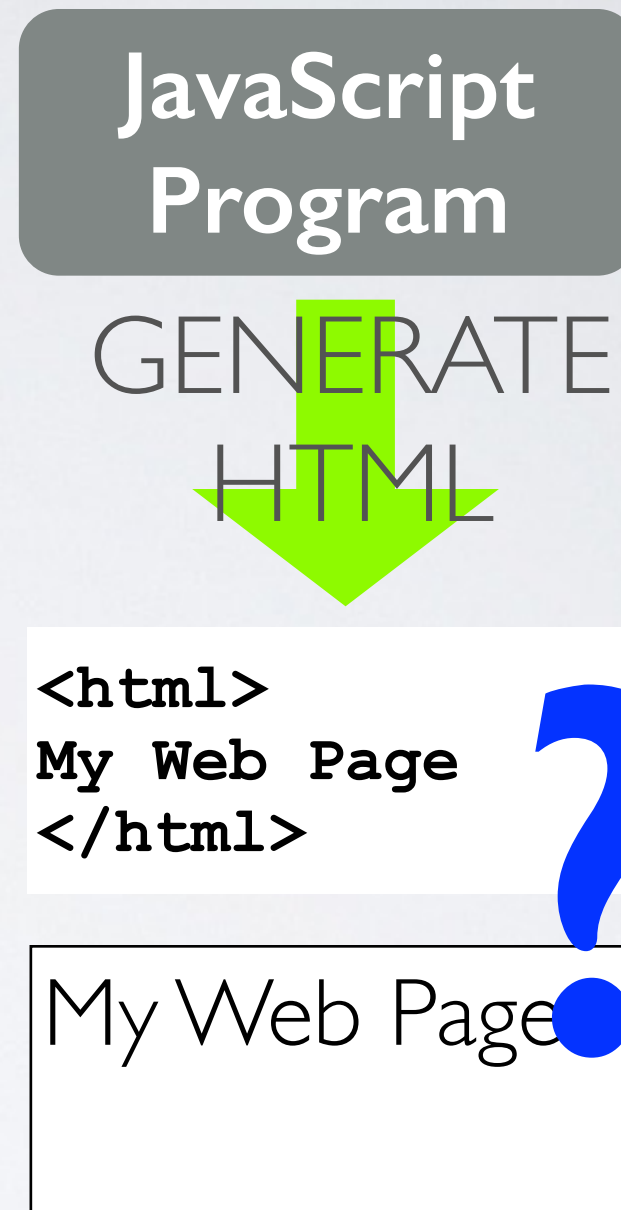 JavaScript
Program
GENERATE
HTML
<html>
My Web Page
</html>
?
My Web Page